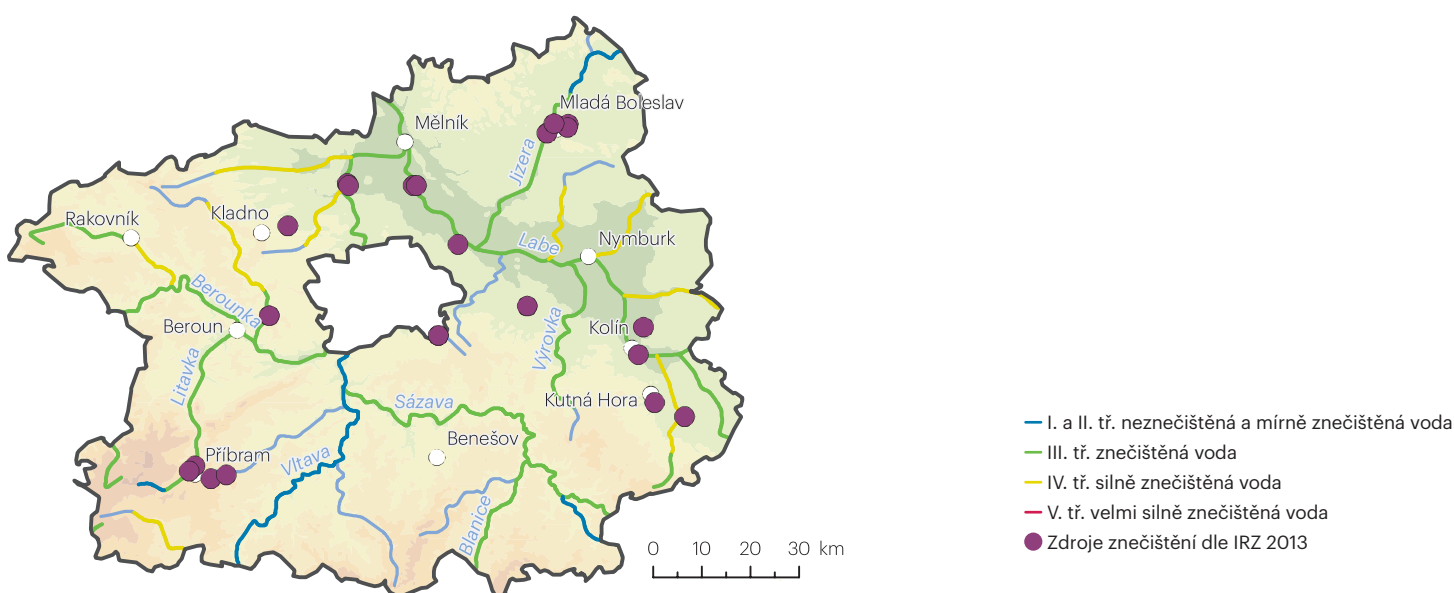 Mladá Boleslav
Mělník
Jizera
Rakovník
Kladno
Labe
Nymburk
Berounka
Beroun
Výrovka
Kolín
Litavka
Sázava
Kutná Hora
Benešov
Příbram
Vltava
Blanice
0 10 20 30 km
I. a II. tř. neznečištěná a mírně znečištěná voda
III. tř. znečištěná voda
IV. tř. silně znečištěná voda
V. tř. velmi silně znečištěná voda
Zdroje znečištění dle IRZ 2013